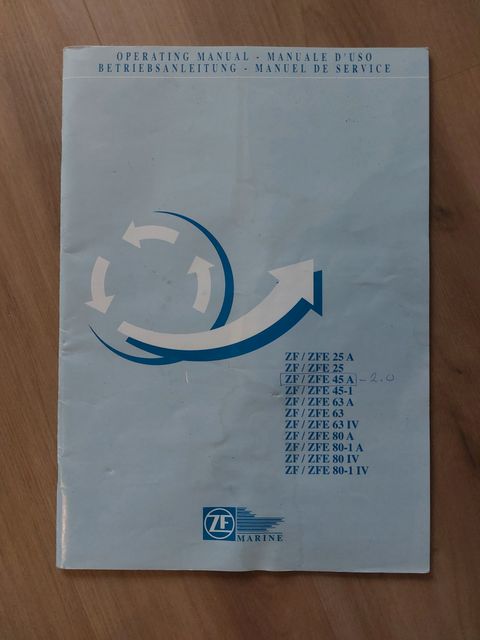 OPERATING MANUAL - MANUALE D'USO
BETRIEBSANLEITUNG - MANUEL DE SERVICE
ZF / ZFE 25 A
ZF / ZFE 25
ZF / ZFE 45 A - 2.0
ZF / ZFE 45-1
ZF / ZFE 63 A
ZF / ZFE 63
ZF / ZFE 63 IV
ZF / ZFE 80 A
ZF / ZFE 80-1 A
ZF / ZFE 80 IV
ZF / ZFE 80-1 IV
ZF
MARINE